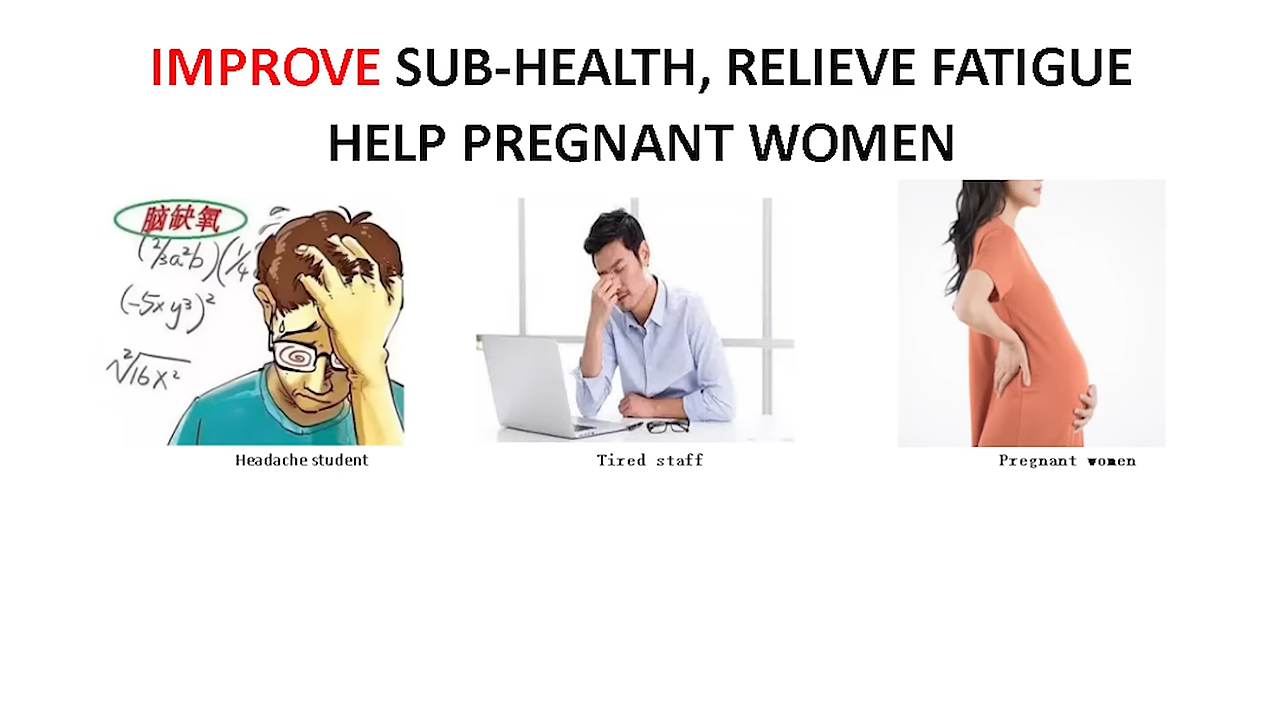 IMPROVE SUB-HEALTH, RELIEVE FATIGUE
HELP PREGNANT WOMEN
脑缺氧
(²/3a²b)(1/4
(-5xy³)²
²√16X²
Headache student
Tired staff
Pregnant women